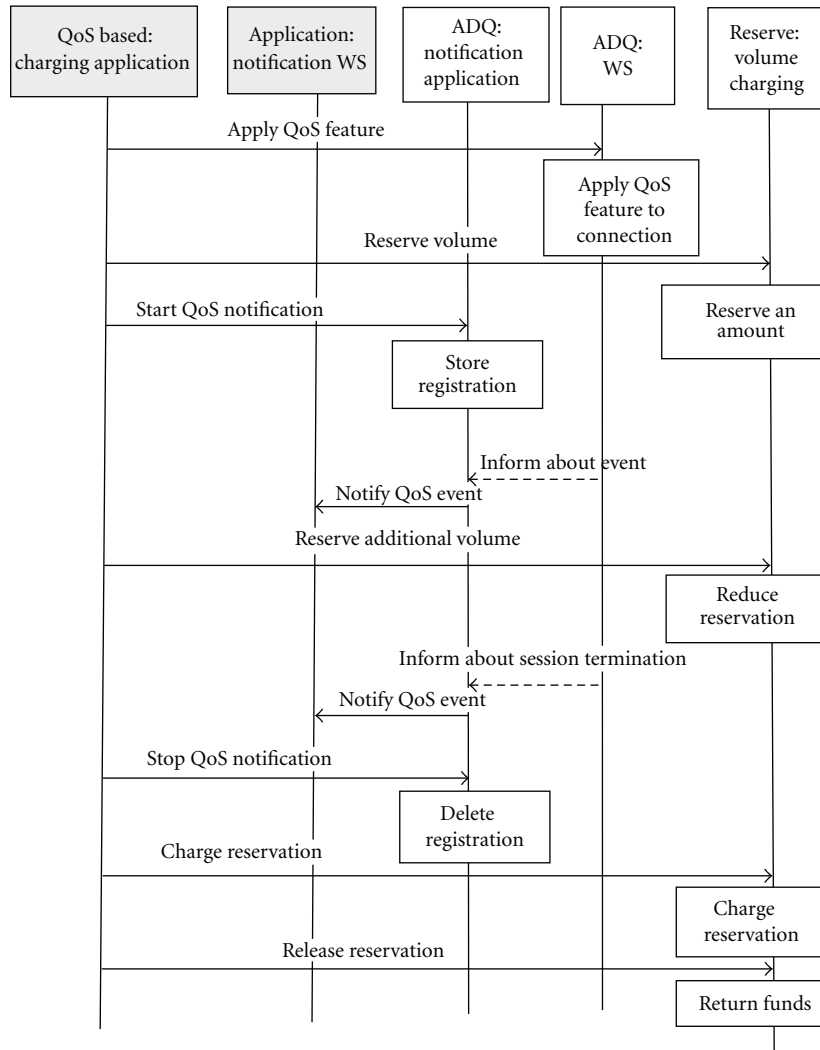 QoS based:
charging application
Application:
notification WS
ADQ:
notification
application
ADQ:
WS
Reserve:
volume
charging
Apply QoS feature
Apply QoS
feature to
connection
Reserve volume
Reserve an
amount
Start QoS notification
Store
registration
Inform about event
Notify QoS event
Reserve additional volume
Reduce
reservation
Inform about session termination
Notify QoS event
Stop QoS notification
Delete
registration
Charge reservation
Charge
reservation
Release reservation
Return funds